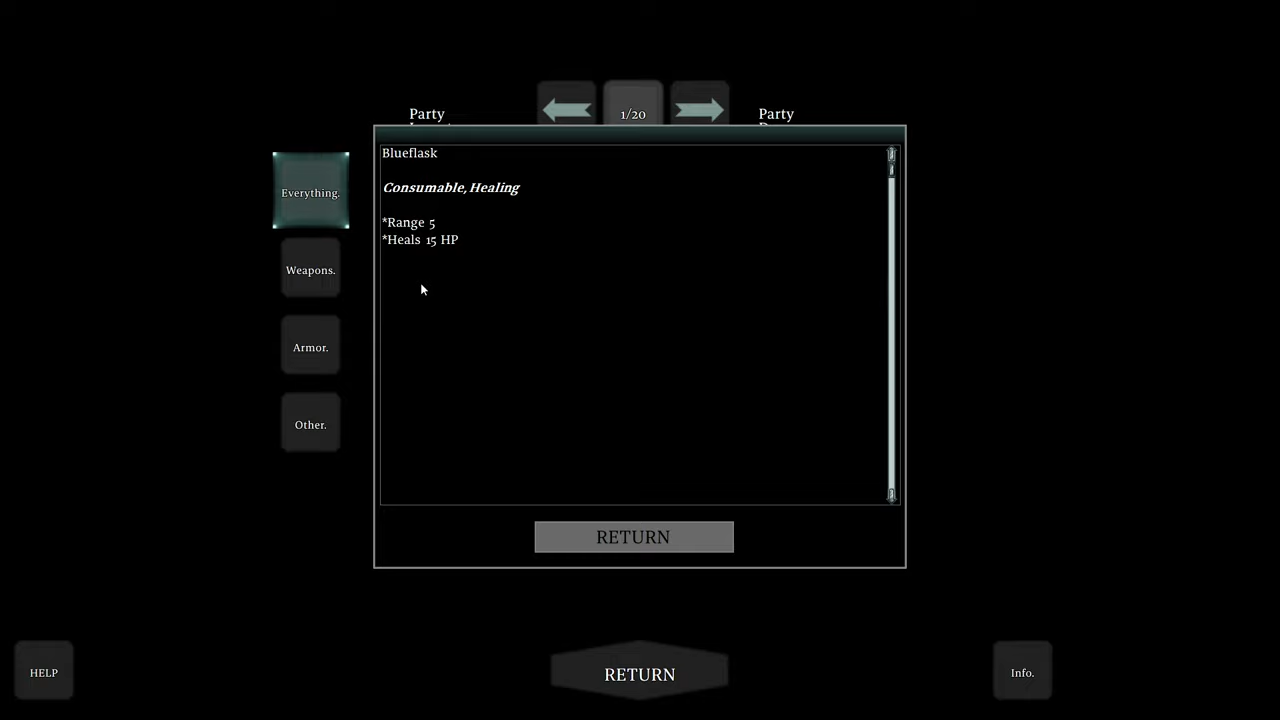 1/20
Party
Party
Blueflask
Everything.
Consumable, Healing
*Range 5
*Heals 15 HP
Weapons.
Armor.
Other.
RETURN
HELP
RETURN
Info.